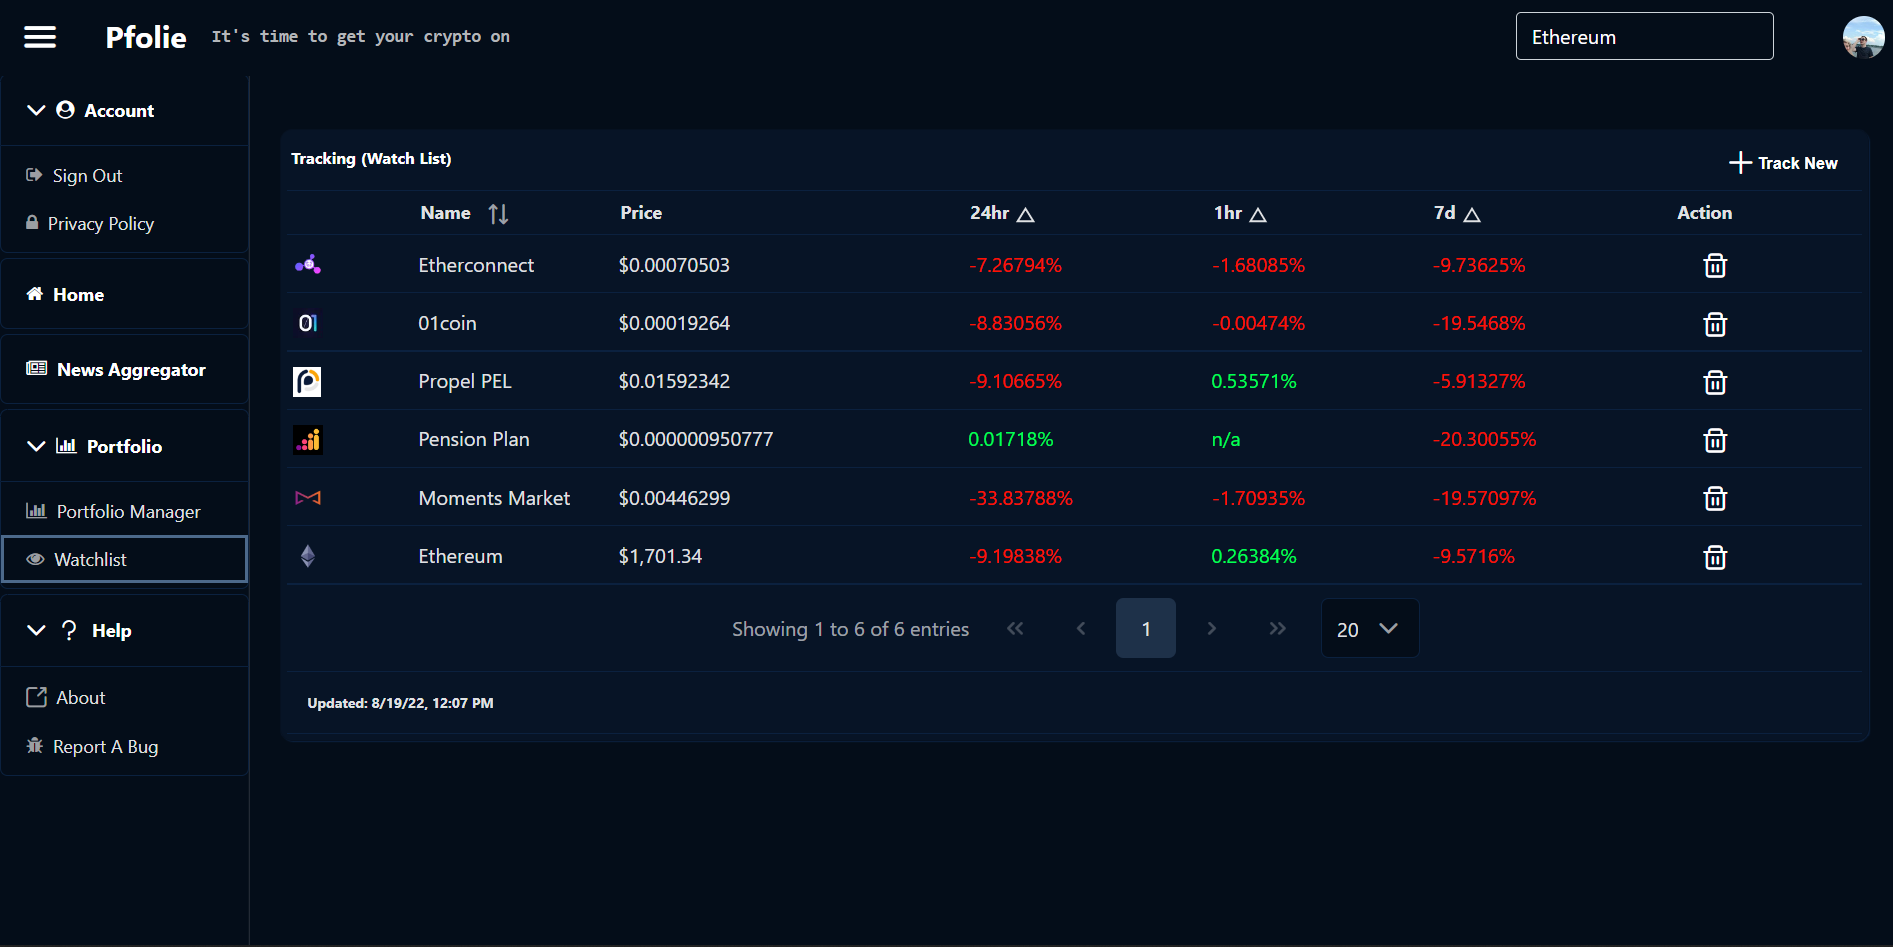 Pfolie It's time to get your crypto on
Ethereum
Account
Sign Out
Privacy Policy
Home
News Aggregator
Portfolio
Portfolio Manager
Watchlist
Help
About
Report A Bug
Tracking (Watch List)
Track New
Name Price 24hr 1hr 7d Action
Etherconnect $0.00070503 -7.26794% -1.68085% -9.73625%
01 01coin $0.00019264 -8.83056% -0.00474% -19.5468%
Propel PEL $0.01592342 -9.10665% 0.53571% -5.91327%
Pension Plan $0.000000950777 0.01718% n/a -20.30055%
Moments Market $0.00446299 -33.83788% -1.70935% -19.57097%
Ethereum $1,701.34 -9.19838% 0.26384% -9.5716%
Showing 1 to 6 of 6 entries « ‹ 1 › » 20
Updated: 8/19/22, 12:07 PM